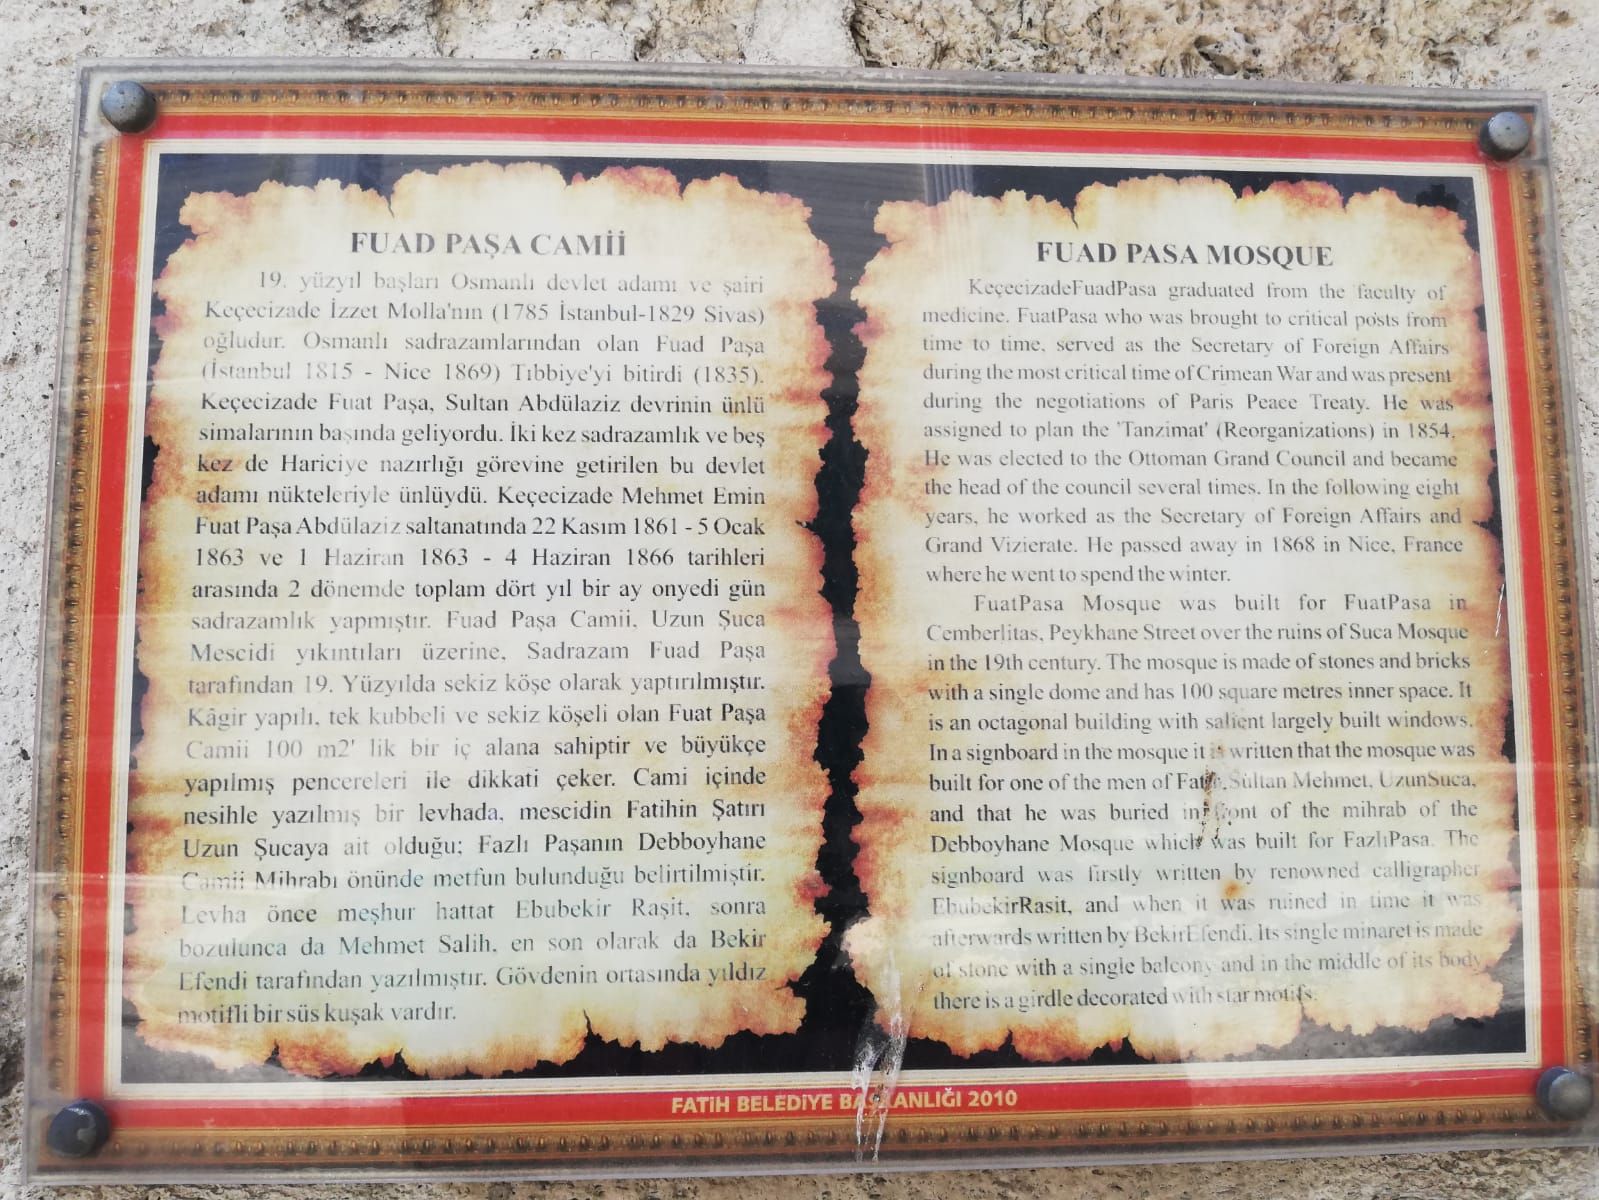 FUAD PAŞA CAMİİ
19. yüzyıl başları Osmanlı devlet adamı ve şairi
Keçecizade İzzet Molla'nın (1785 İstanbul-1829 Sivas)
oğludur. Osmanlı sadrazamlarından olan Fuad Paşa
(İstanbul 1815 - Nice 1869) Tıbbiye'yi bitirdi (1835).
Keçecizade Fuat Paşa, Sultan Abdülaziz devrinin ünlü
simalarının başında geliyordu. İki kez sadrazamlık ve beş
kez de Hariciye nazırlığı görevine getirilen bu devlet
adamı nükteleriyle ünlüydü. Keçecizade Mehmet Emin
Fuat Paşa Abdülaziz saltanatında 22 Kasım 1861 - 5 Ocak
1863 ve 1 Haziran 1863 - 4 Haziran 1866 tarihleri
arasında 2 dönemde toplam dört yıl bir ay onyedi gün
sadrazamlık yapmıştır. Fuad Paşa Camii, Uzun Şuca
Mescidi yıkıntıları üzerine, Sadrazam Fuad Paşa
tarafından 19. Yüzyılda sekiz köşe olarak yaptırılmıştır.
Kâgir yapılı, tek kubbeli ve sekiz köşeli olan Fuat Paşa
Camii 100 m2' lik bir iç alana sahiptir ve büyükçe
yapılmış pencereleri ile dikkati çeker. Cami içinde
nesihle yazılmış bir levhada, mescidin Fatihin Şatırı
Uzun Şucaya ait olduğu; Fazlı Paşanın Debboyhane
Camii Mihrabı önünde metfun bulunduğu belirtilmiştir.
Levha önce meşhur hattat Ebubekir Raşit, sonra
bozulunca da Mehmet Salih, en son olarak da Bekir
Efendi tarafından yazılmıştır. Gövdenin ortasında yıldız
motifli bir süs kuşak vardır.
FUAD PASA MOSQUE
KeçecizadeFuadPasa graduated from the faculty of
medicine. FuatPasa who was brought to critical posts from
time to time, served as the Secretary of Foreign Affairs
during the most critical time of Crimean War and was present
during the negotiations of Paris Peace Treaty. He was
assigned to plan the 'Tanzimat' (Reorganizations) in 1854.
He was elected to the Ottoman Grand Council and became
the head of the council several times. In the following eight
years, he worked as the Secretary of Foreign Affairs and
Grand Vizierate. He passed away in 1868 in Nice, France
where he went to spend the winter.
FuatPasa Mosque was built for FuatPasa in
Cemberlitas, Peykhane Street over the ruins of Suca Mosque
in the 19th century. The mosque is made of stones and bricks
with a single dome and has 100 square metres inner space. It
is an octagonal building with salient largely built windows.
In a signboard in the mosque it is written that the mosque was
built for one of the men of Fatih Sultan Mehmet, UzunSuca,
and that he was buried in front of the mihrab of the
Debboyhane Mosque which was built for FazlıPasa. The
signboard was firstly written by renowned calligrapher
EbubekirRasit, and when it was ruined in time it was
afterwards written by BekirEfendi. Its single minaret is made
of stone with a single balcony and in the middle of its body
there is a girdle decorated with star motifs.
FATİH BELEDİYE BAŞKANLIĞI 2010